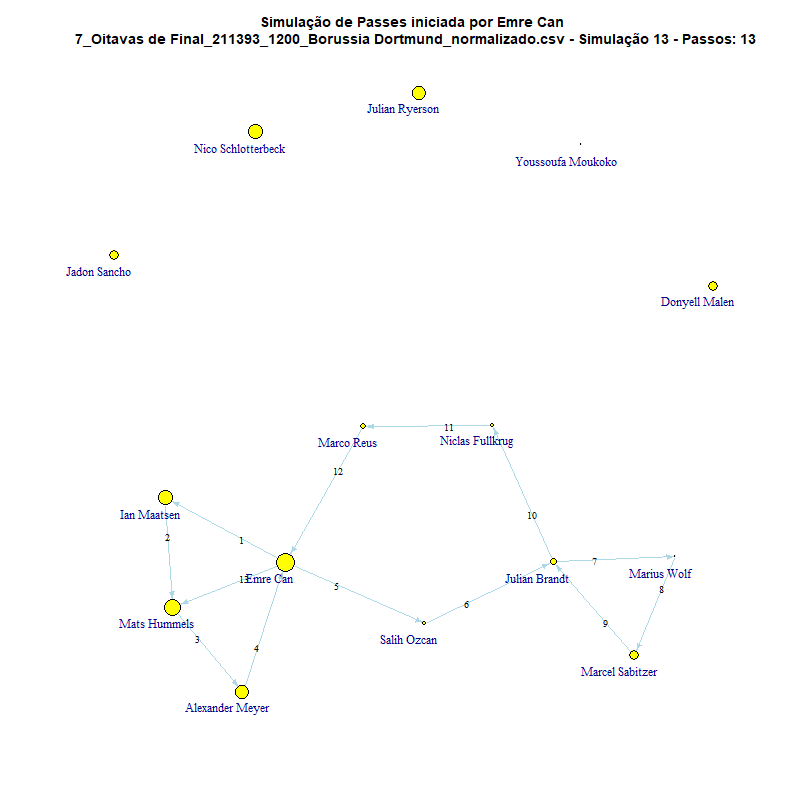 Simulação de Passes iniciada por Emre Can
7_Oitavas de Final_211393_1200_Borussia Dortmund_normalizado.csv - Simulação 13 - Passos: 13
Julian Ryerson
Nico Schlotterbeck
Youssoufa Moukoko
Jadon Sancho
Donyell Malen
11
Marco Reus
Niclas Fullkrug
12
Ian Maatsen
10
2
1
7
Julian Brandt
Marius Wolf
13
Emre Can
5
8
6
Mats Hummels
9
3
Salih Ozcan
4
Marcel Sabitzer
Alexander Meyer